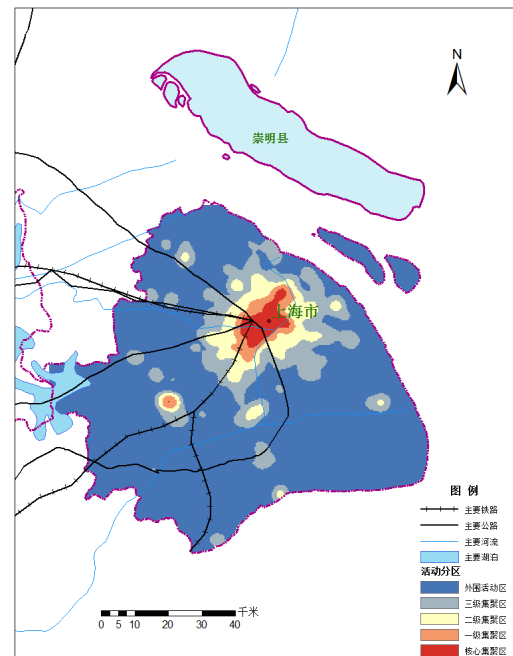 N
崇明县
上海市
图 例
主要铁路
主要公路
主要河流
主要湖泊
活动分区
外围活动区
三级集聚区
二级集聚区
一级集聚区
核心集聚区
千米
0 5 10 20 30 40